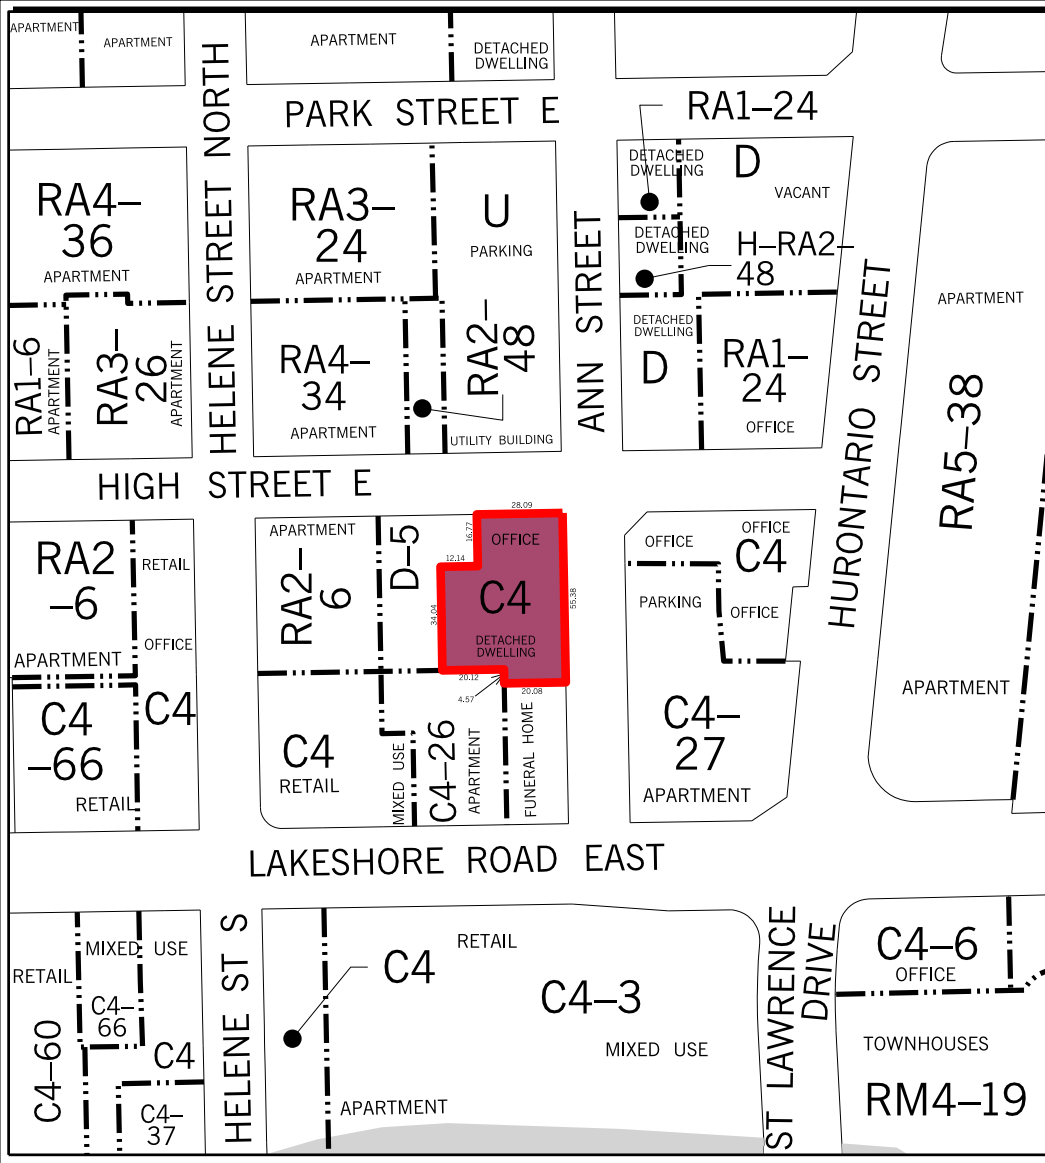 APARTMENT
APARTMENT
APARTMENT
DETACHED
DWELLING
HELENE STREET NORTH
PARK STREET E
RA1–24
DETACHED
DWELLING
D
VACANT
RA4–
36
APARTMENT
RA3–
24
APARTMENT
U
PARKING
ANN STREET
DETACHED
DWELLING
H–RA2–
48
HURONTARIO STREET
APARTMENT
RA1–6
APARTMENT
RA3–
26
APARTMENT
RA4–
34
APARTMENT
RA2–
48
UTILITY BUILDING
DETACHED
DWELLING
D
RA1–
24
OFFICE
RA5–38
HIGH STREET E
RA2
–6
APARTMENT
RETAIL
OFFICE
APARTMENT
RA2–
6
D–5
28.09
16.77
OFFICE
12.14
C4
34.04
55.38
DETACHED
DWELLING
20.12
4.57
20.08
OFFICE
OFFICE
C4
PARKING
OFFICE
C4
–66
RETAIL
C4
C4
RETAIL
MIXED USE
C4–26
APARTMENT
FUNERAL HOME
C4–
27
APARTMENT
APARTMENT
LAKESHORE ROAD EAST
RETAIL
MIXED USE
C4–
66
C4–60
C4
C4–
37
HELENE ST S
C4
RETAIL
C4–3
MIXED USE
APARTMENT
ST LAWRENCE
DRIVE
C4–6
OFFICE
TOWNHOUSES
RM4–19